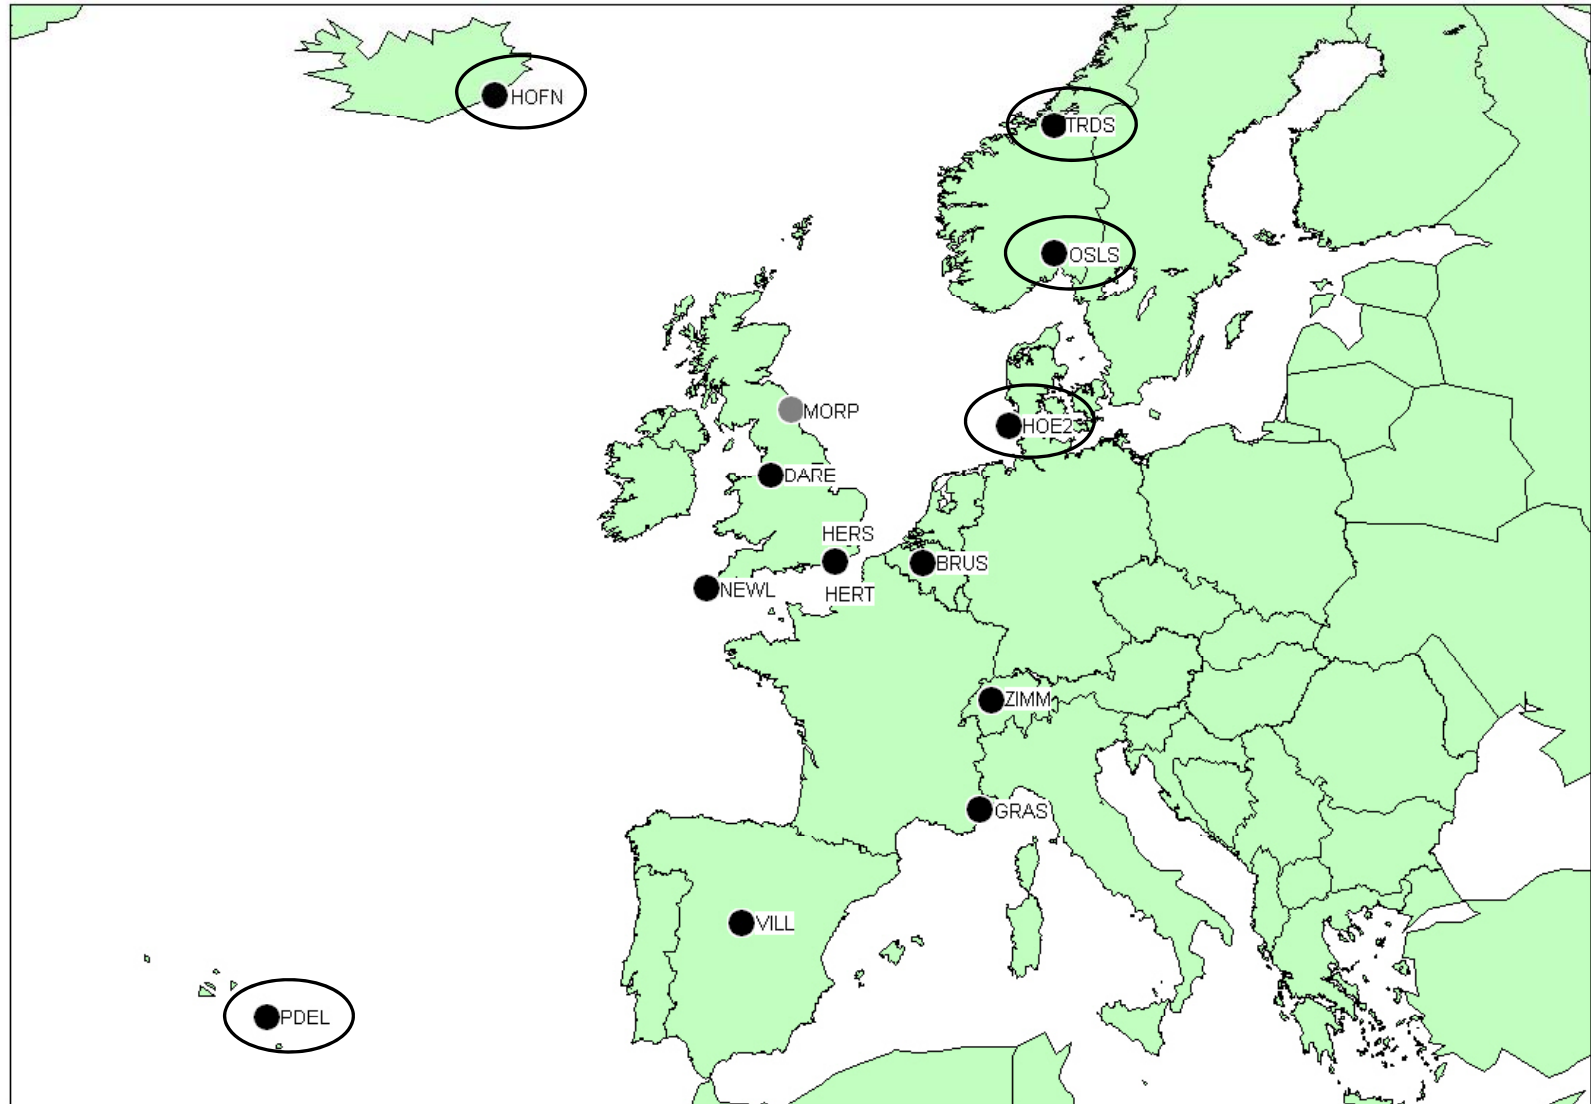 HOFN
TRDS
OSLS
MORP
HOE2
DARE
HERS
BRUS
NEWL
HERT
ZIMM
GRAS
VILL
PDEL